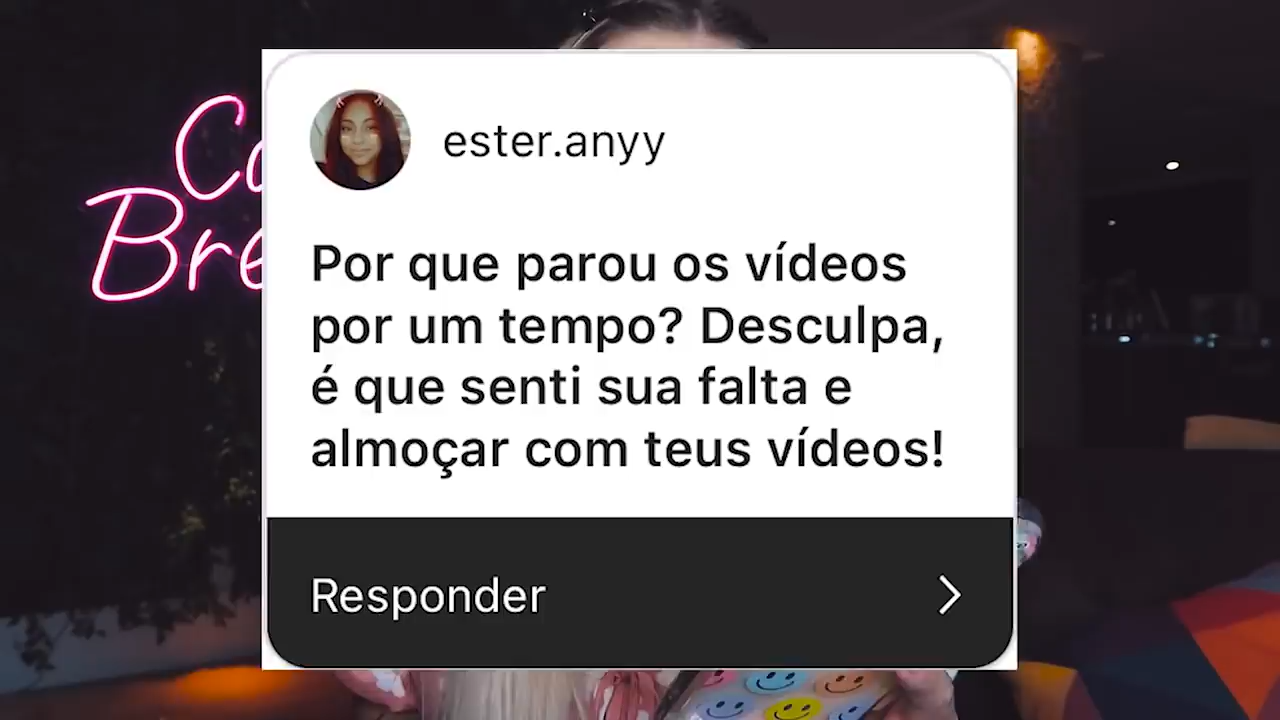 ester.anyy
Por que parou os vídeos
por um tempo? Desculpa,
é que senti sua falta e
almoçar com teus vídeos!
Responder